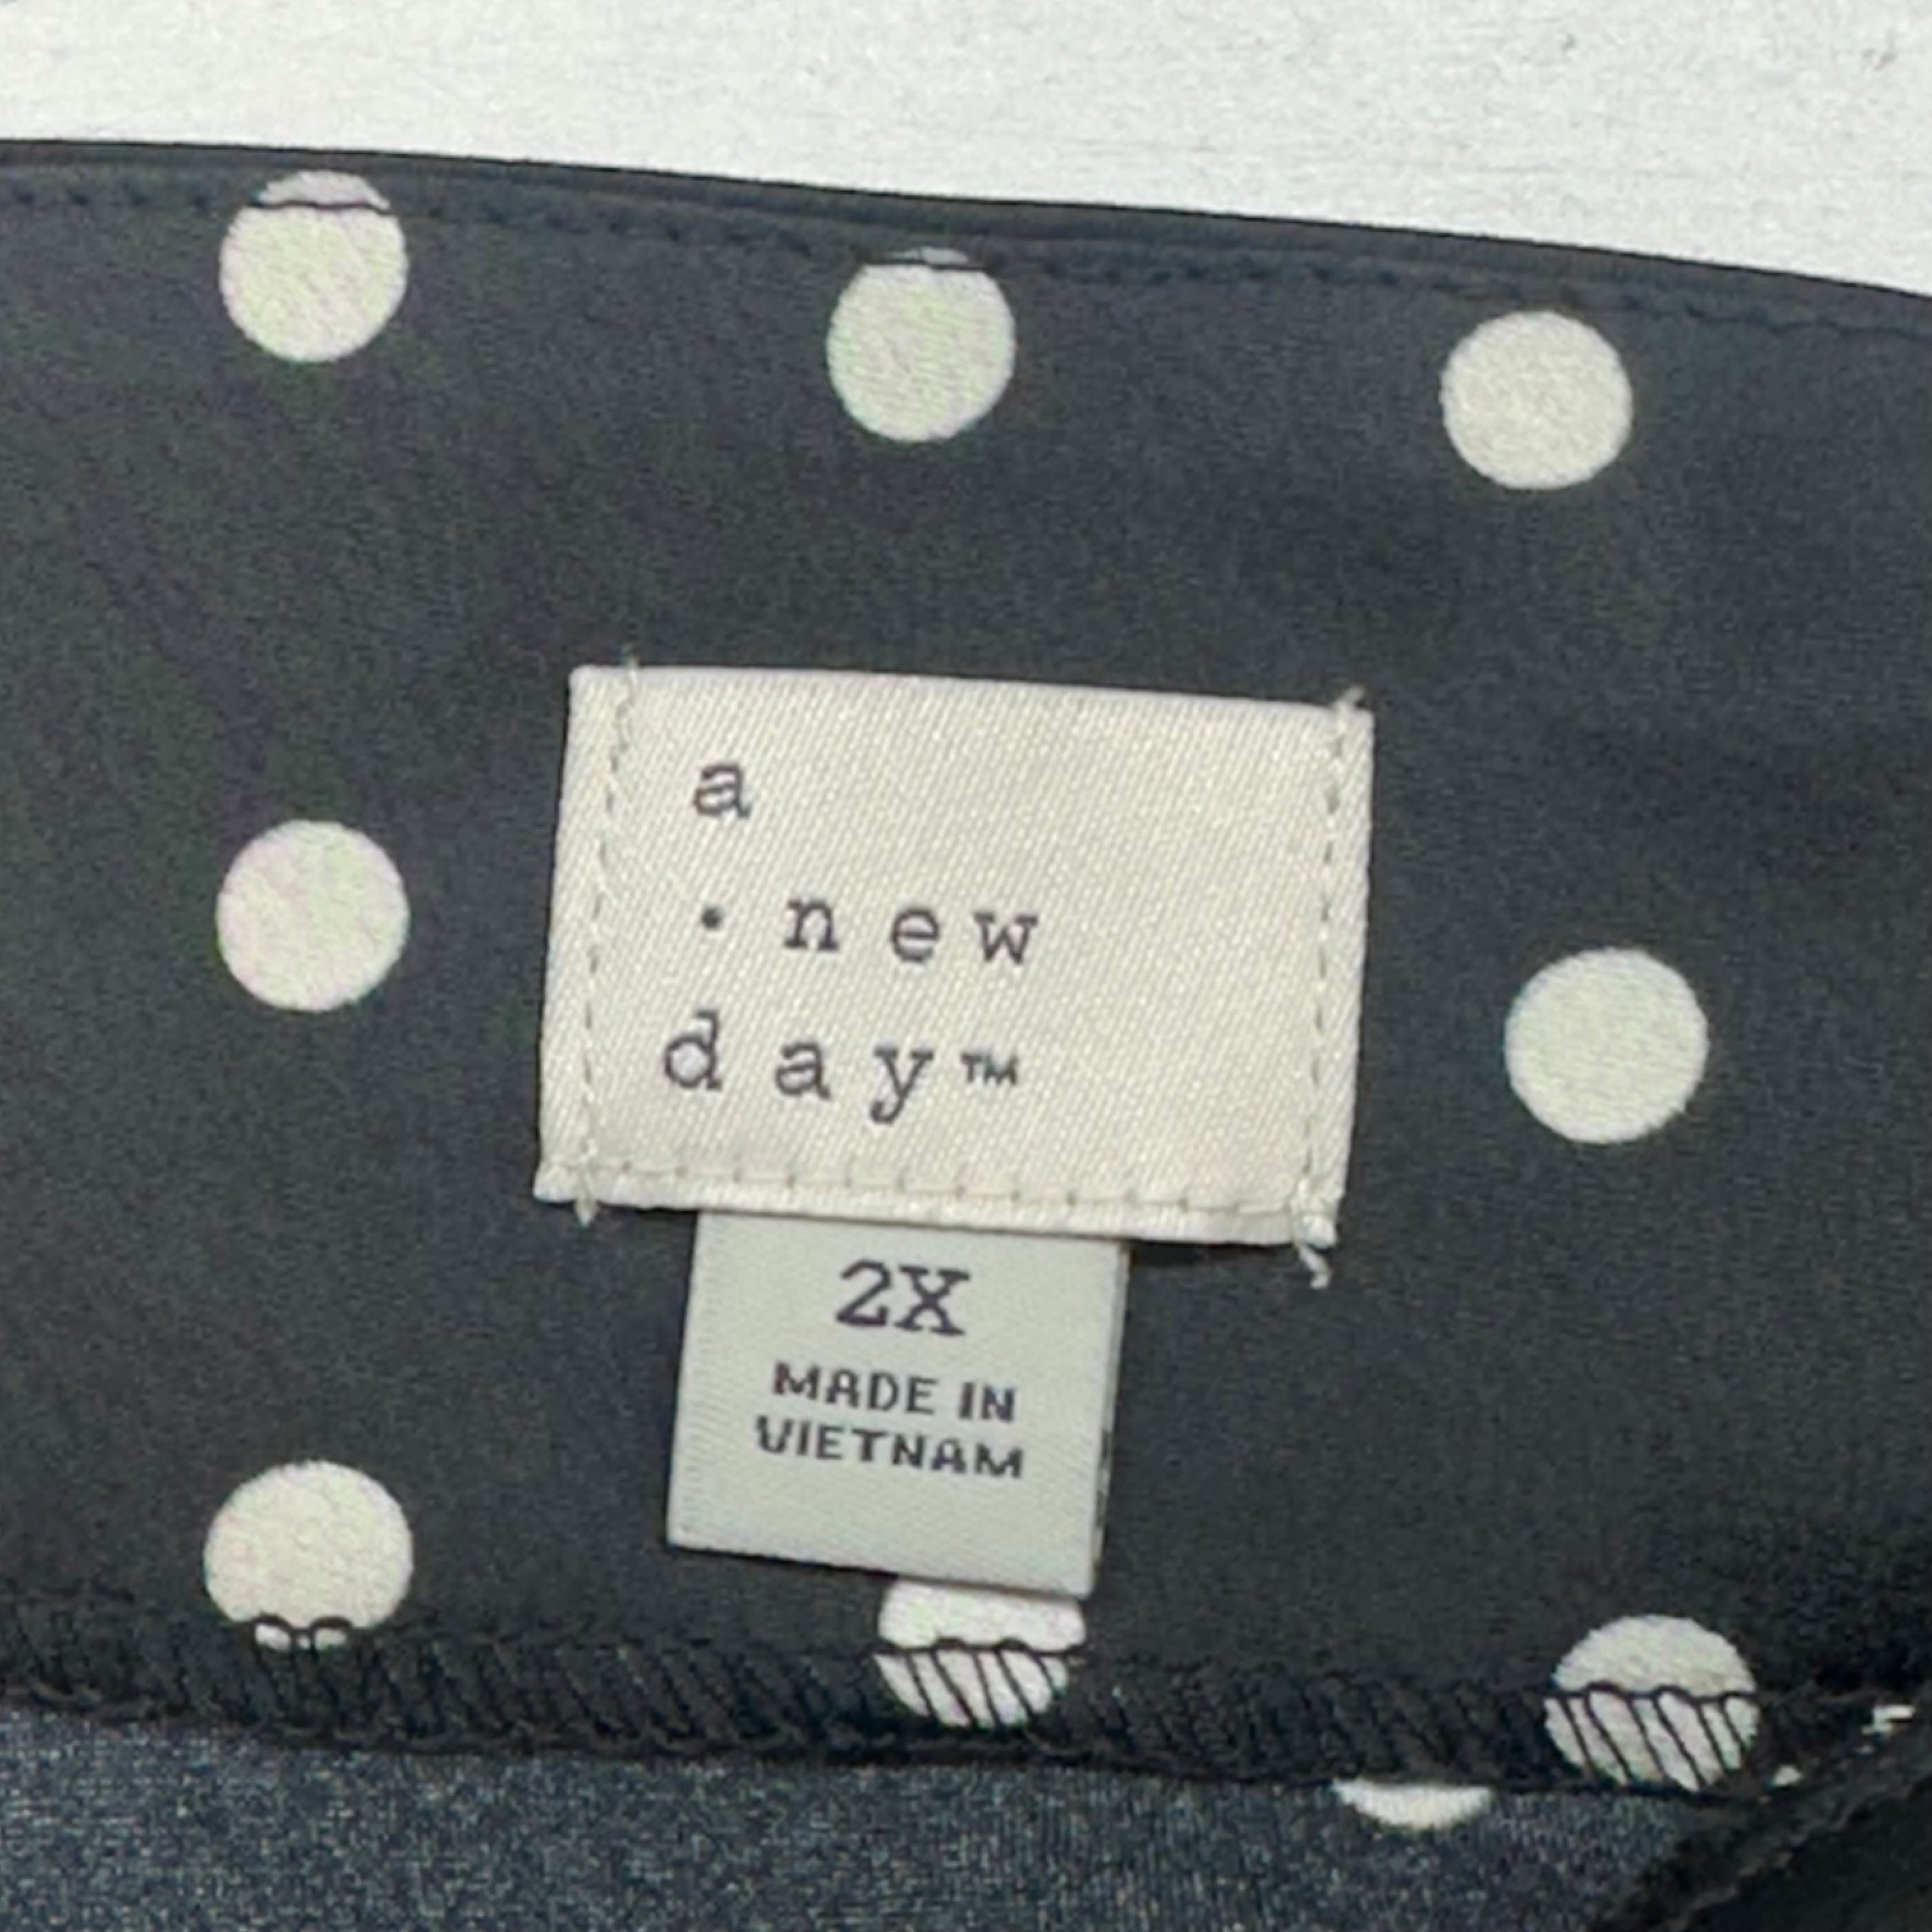 a
· new
day™
2X
MADE IN
VIETNAM